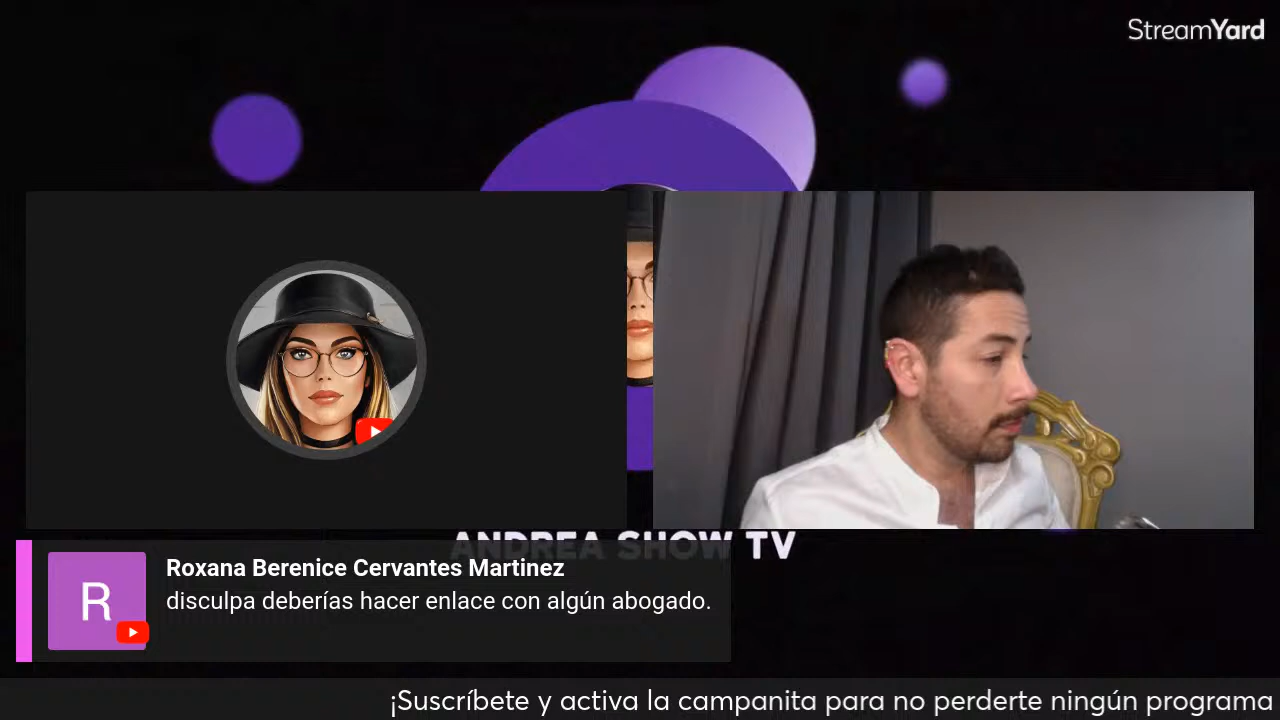 StreamYard
ANDREA SHOW TV
R
Roxana Berenice Cervantes Martinez
disculpa deberías hacer enlace con algún abogado.
¡Suscríbete y activa la campanita para no perderte ningún programa